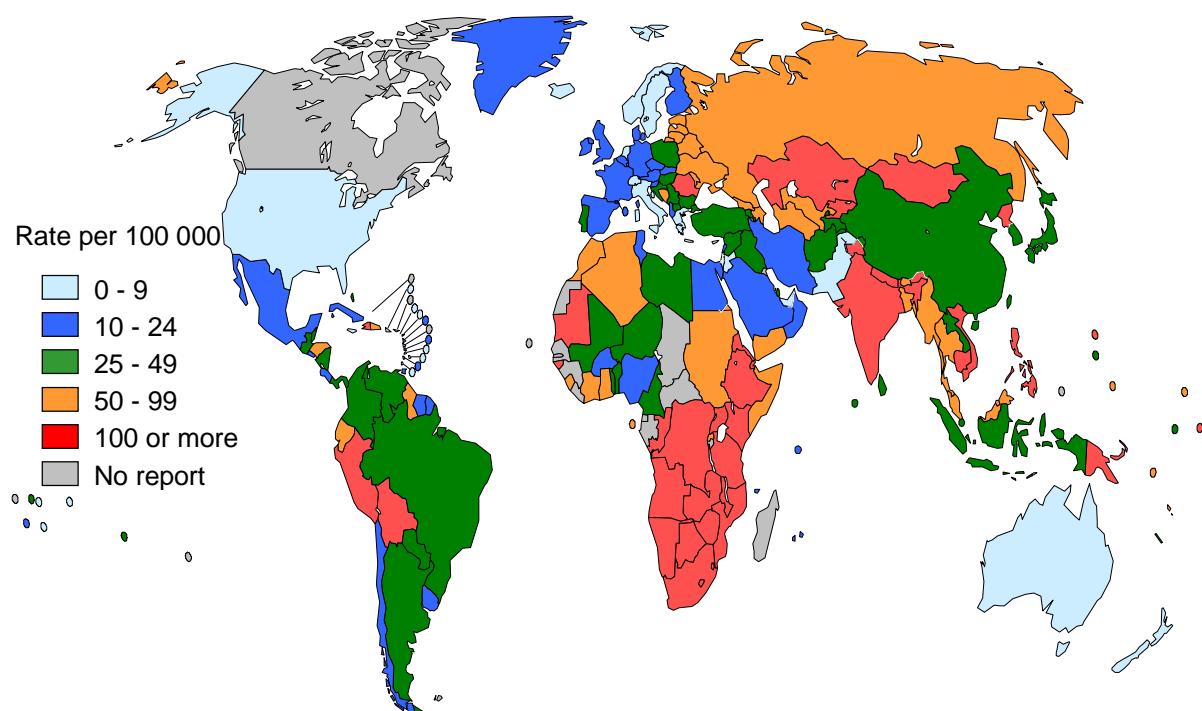 Rate per 100 000
0 - 9
10 - 24
25 - 49
50 - 99
100 or more
No report